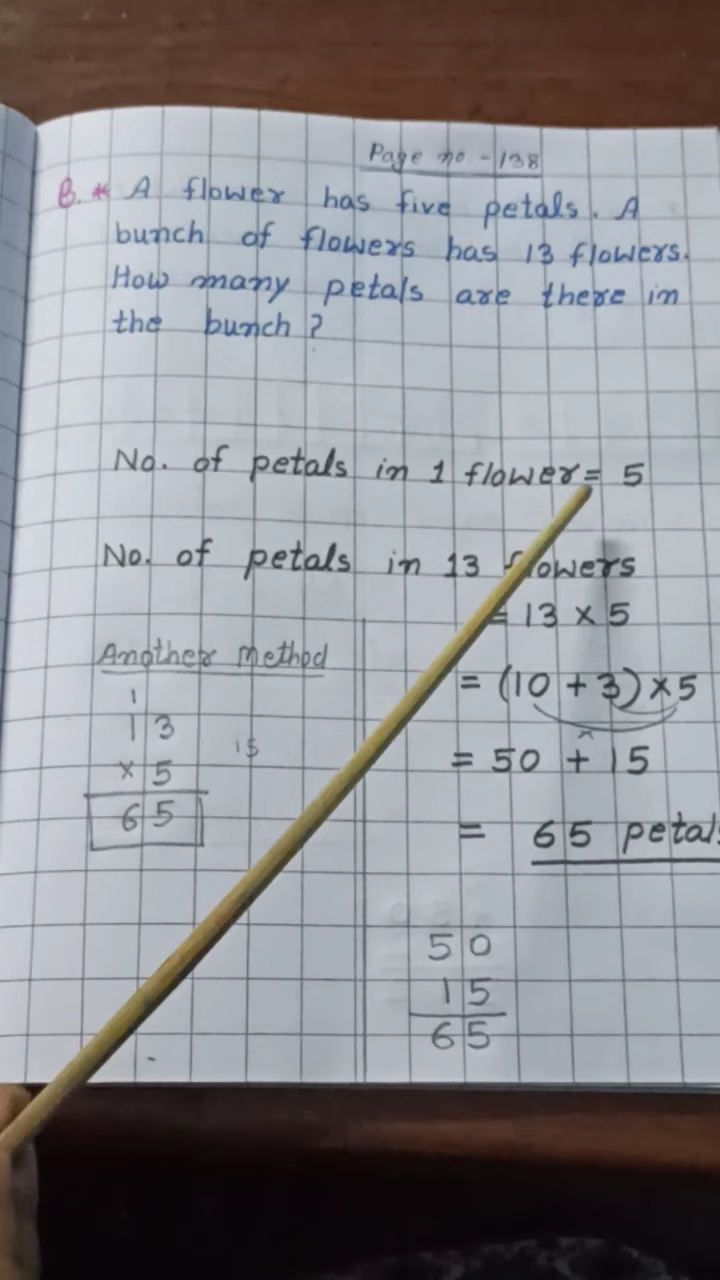 Page no - 138
B. * A flower has five petals. A
bunch of flowers has 13 flowers.
How many petals are there in
the bunch?
No. of petals in 1 flower = 5
No. of petals in 13 flowers
= 13 × 5
= (10 + 3) × 5
= 50 + 15
= 65 petals
Another Method
1
13
× 5
65
15
50
15
65